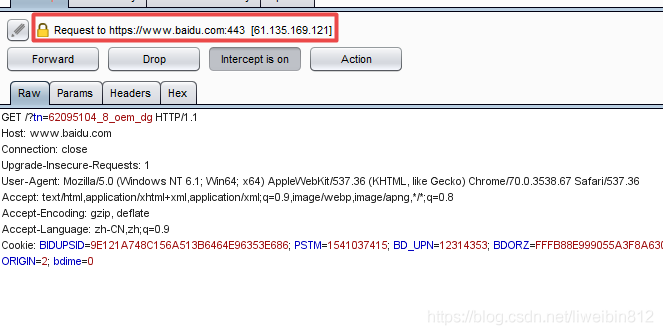 Request to https://www.baidu.com:443 [61.135.169.121]
Forward Drop Intercept is on Action
Raw Params Headers Hex
GET /?tn=62095104_8_oem_dg HTTP/1.1
Host: www.baidu.com
Connection: close
Upgrade-Insecure-Requests: 1
User-Agent: Mozilla/5.0 (Windows NT 6.1; Win64; x64) AppleWebKit/537.36 (KHTML, like Gecko) Chrome/70.0.3538.67 Safari/537.36
Accept: text/html,application/xhtml+xml,application/xml;q=0.9,image/webp,image/apng,*/*;q=0.8
Accept-Encoding: gzip, deflate
Accept-Language: zh-CN,zh;q=0.9
Cookie: BIDUPSID=9E121A748C156A513B6464E96353E686; PSTM=1541037415; BD_UPN=12314353; BDORZ=FFFB88E999055A3F8A630
ORIGIN=2; bdime=0
https://blog.csdn.net/liweibin812